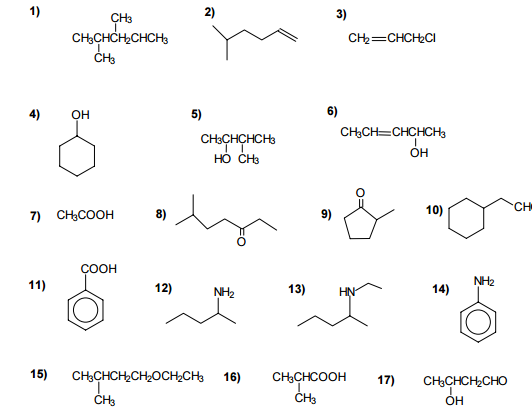 1) CH₃
CH₃CHCH₂CHCH₃
CH₃
2)
3) CH₂=CHCH₂Cl
4) OH
5) CH₃CHCHCH₃
HO CH₃
6) CH₃CH=CHCHCH₃
OH
7) CH₃COOH
8) O
9) O
10) CH
11) COOH
12) NH₂
13) HN
14) NH₂
15) CH₃CHCH₂CH₂OCH₂CH₃
CH₃
16) CH₃CHCOOH
CH₃
17) CH₃CHCH₂CHO
OH